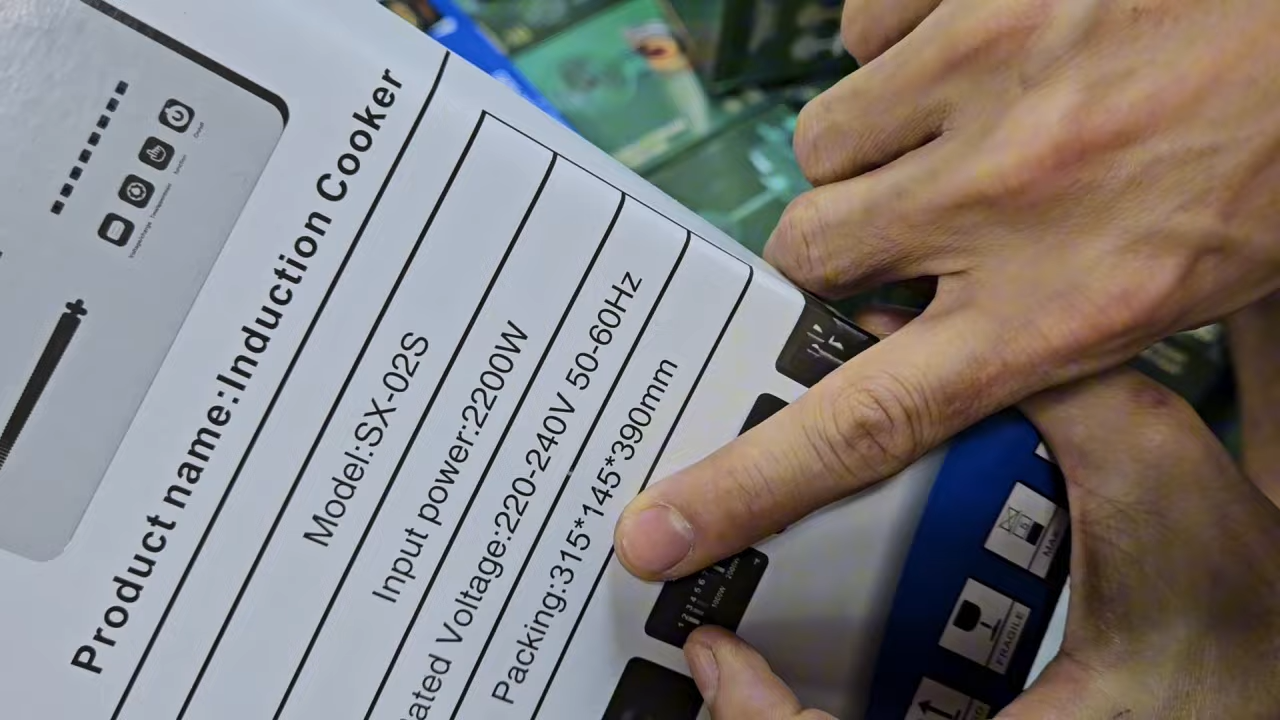 Product name:Induction Cooker
Model:SX-02S
Input power:2200W
ated Voltage:220-240V 50-60Hz
Packing:315*145*390mm
FRAGILE